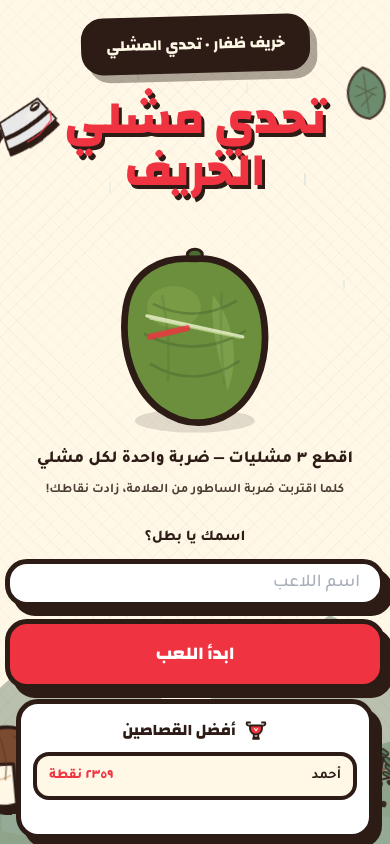 خريف ظفار • تحدي المشلي
تحدي مشلي
الخريف
اقطع ٣ مشليات — ضربة واحدة لكل مشلي
كلما اقتربت ضربة الساطور من العلامة، زادت نقاطك!
اسمك يا بطل؟
اسم اللاعب
ابدأ اللعب
أفضل القصاصين
أحمد
٢٣٥٩ نقطة